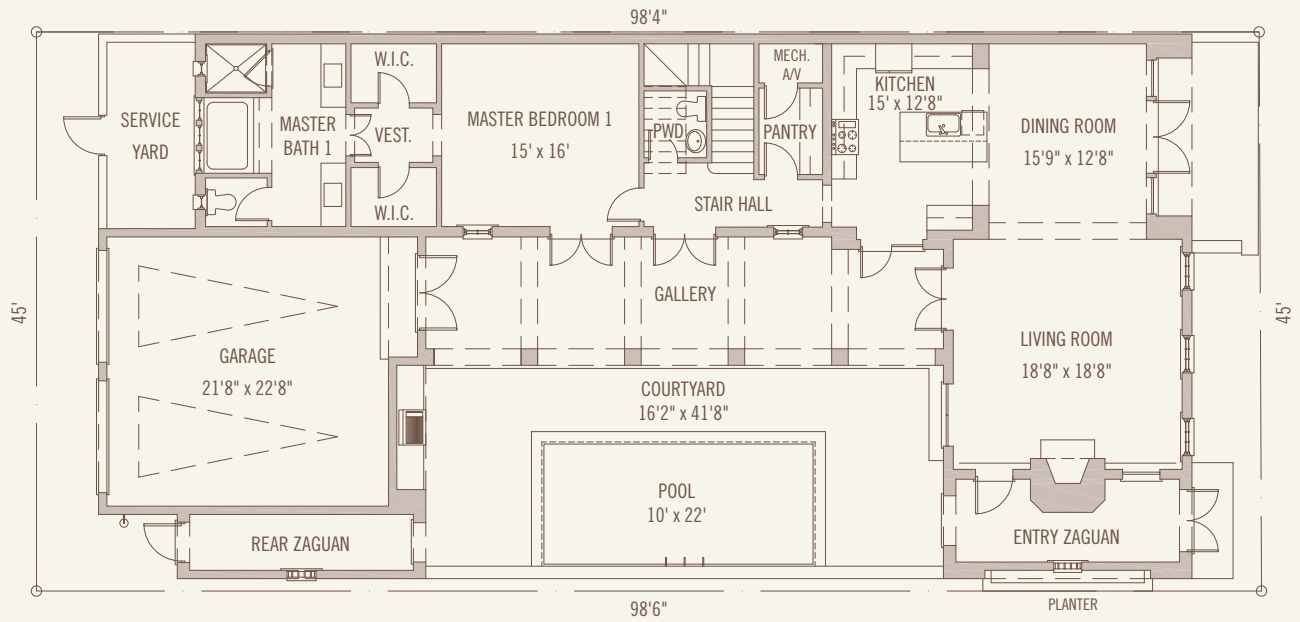 98'4"
W.I.C.
MECH.
A/V
KITCHEN
15' x 12'8"
SERVICE
YARD
MASTER
BATH 1
VEST.
MASTER BEDROOM 1
15' x 16'
PWD
PANTRY
DINING ROOM
15'9" x 12'8"
W.I.C.
STAIR HALL
45'
GALLERY
45'
GARAGE
21'8" x 22'8"
LIVING ROOM
18'8" x 18'8"
COURTYARD
16'2" x 41'8"
POOL
10' x 22'
REAR ZAGUAN
ENTRY ZAGUAN
98'6"
PLANTER